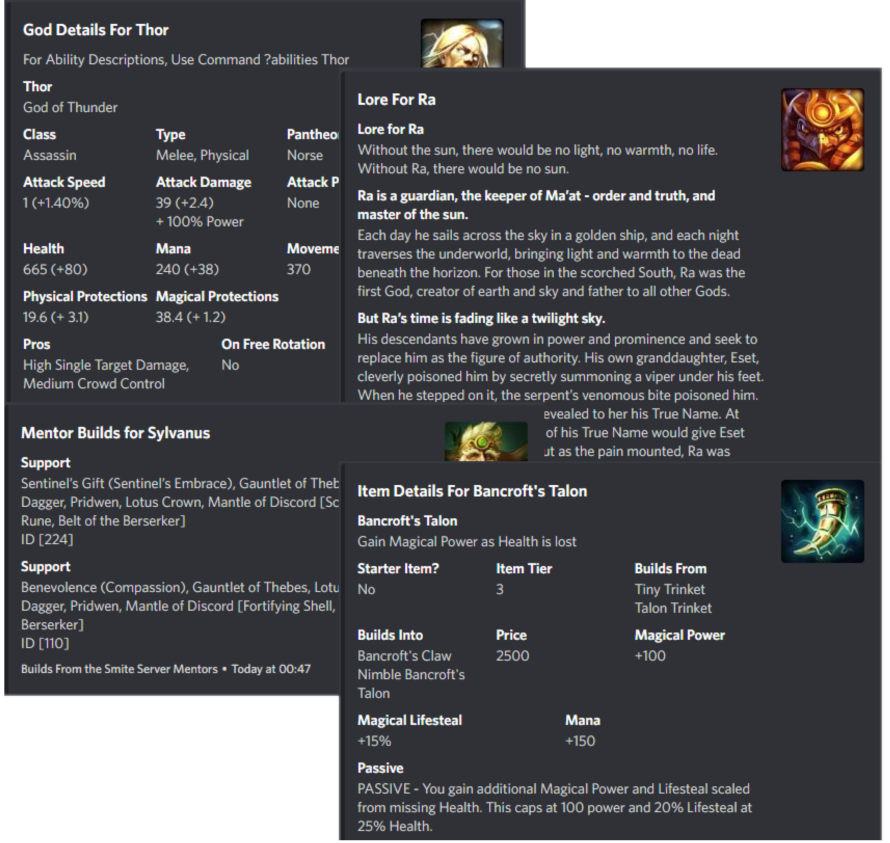 God Details For Thor
For Ability Descriptions, Use Command ?abilities Thor
Thor
God of Thunder
Class Type
Assassin Melee, Physical Norse
Attack Speed Attack Damage Attack
1 (+1.40%) 39 (+2.4) None
+ 100% Power
Health Mana
665 (+80) 240 (+38) 370
Physical Protections Magical Protections
19.6 (+ 3.1) 38.4 (+ 1.2)
Pros On Free Rotation
High Single Target Damage, No
Medium Crowd Control
Lore For Ra
Lore for Ra
Without the sun, there would be no light, no warmth, no life.
Without Ra, there would be no sun.
Ra is a guardian, the keeper of Ma'at - order and truth, and
master of the sun.
Each day he sails across the sky in a golden ship, and each night
traverses the underworld, bringing light and warmth to the dead
beneath the horizon. For those in the scorched South, Ra was the
first God, creator of earth and sky and father to all other Gods.
But Ra's time is fading like a twilight sky.
His descendants have grown in power and prominence and seek to
replace him as the figure of authority. His own granddaughter, Eset,
cleverly poisoned him by secretly summoning a viper under his feet.
When he stepped on it, the serpent's venomous bite poisoned him.
to her his True Name. At
of his True Name would give Eset
as the pain mounted, Ra was
Mentor Builds for Sylvanus
Support
Sentinel's Gift (Sentinel's Embrace), Gauntlet of
Dagger, Pridwen, Lotus Crown, Mantle of Discord
Rune, Belt of the Berserker]
ID [224]
Support
Benevolence (Compassion), Gauntlet of Thebes,
Dagger, Pridwen, Mantle of Discord [Fortifying Shell,
Berserker]
ID [110]
Builds From the Smite Server Mentors • Today at 00:47
Item Details For Bancroft's Talon
Bancroft's Talon
Gain Magical Power as Health is lost
Starter Item? Item Tier Builds From
No 3 Tiny Trinket
Talon Trinket
Builds Into Price Magical Power
Bancroft's Claw 2500 +100
Nimble Bancroft's
Talon
Magical Lifesteal Mana
+15% +150
Passive
PASSIVE - You gain additional Magical Power and Lifesteal scaled
from missing Health. This caps at 100 power and 20% Lifesteal at
25% Health.